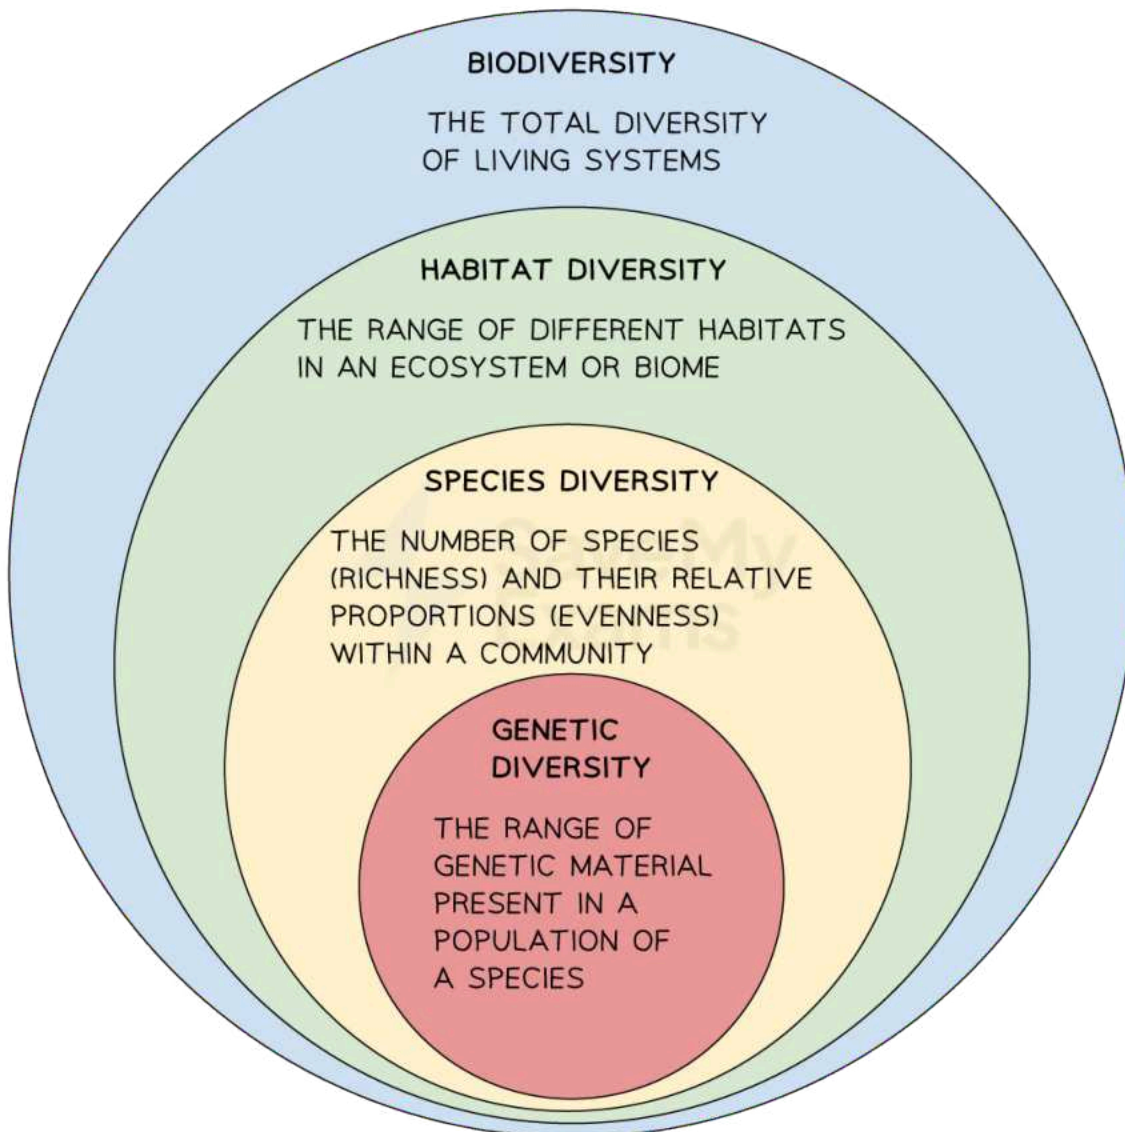 BIODIVERSITY
THE TOTAL DIVERSITY
OF LIVING SYSTEMS
HABITAT DIVERSITY
THE RANGE OF DIFFERENT HABITATS
IN AN ECOSYSTEM OR BIOME
SPECIES DIVERSITY
THE NUMBER OF SPECIES
(RICHNESS) AND THEIR RELATIVE
PROPORTIONS (EVENNESS)
WITHIN A COMMUNITY
SaveMy
Exams
GENETIC
DIVERSITY
THE RANGE OF
GENETIC MATERIAL
PRESENT IN A
POPULATION OF
A SPECIES